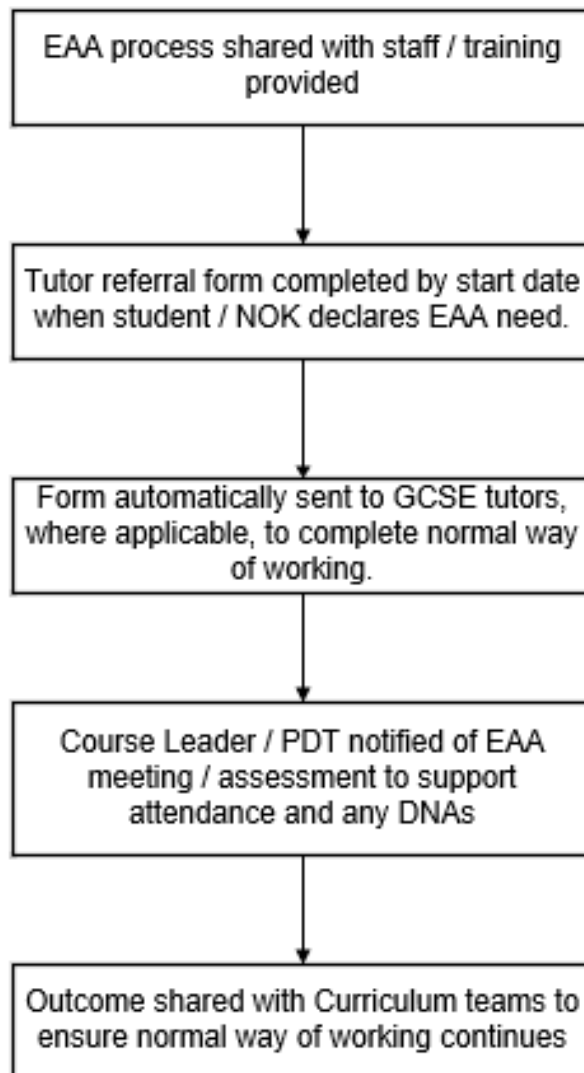 EAA process shared with staff / training
provided
Tutor referral form completed by start date
when student / NOK declares EAA need.
Form automatically sent to GCSE tutors,
where applicable, to complete normal way
of working.
Course Leader / PDT notified of EAA
meeting / assessment to support
attendance and any DNAs
Outcome shared with Curriculum teams to
ensure normal way of working continues